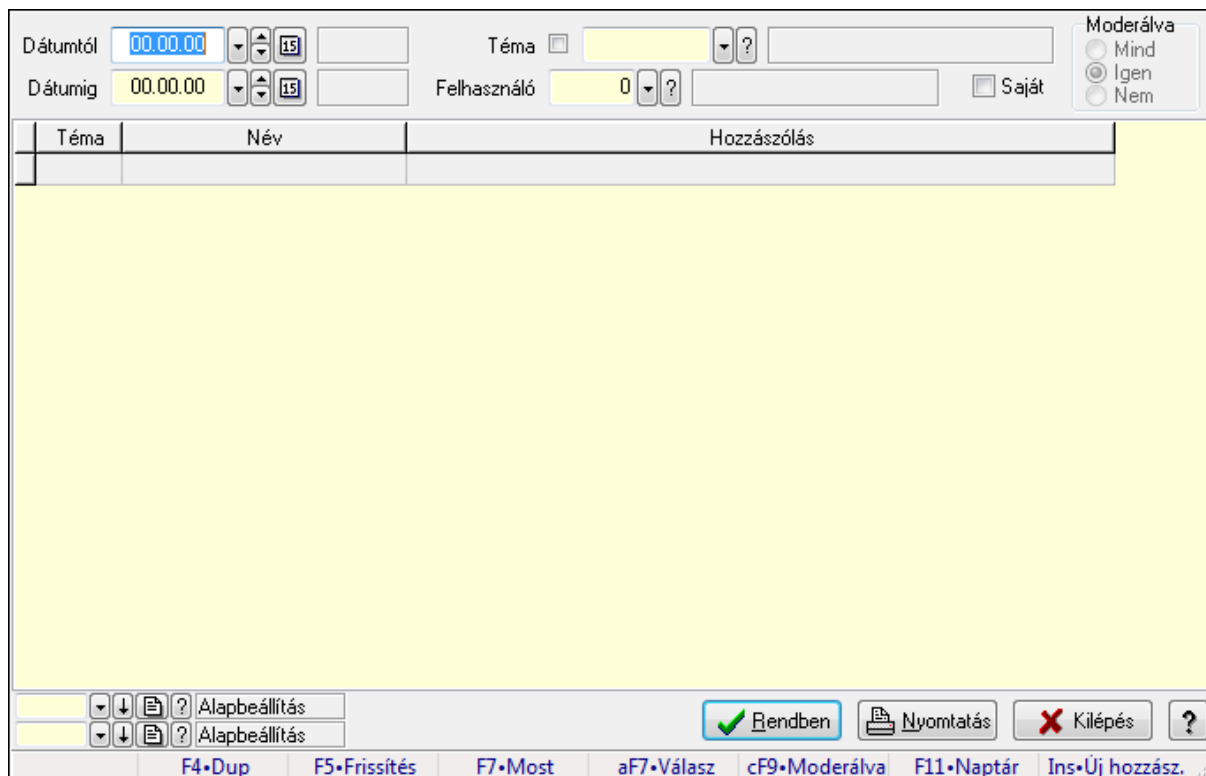 Dátumtól 00.00.00 15 Téma ? Moderálva
Mind
Dátumig 00.00.00 15 Felhasználó 0 ? Saját Igen
Nem
Téma Név Hozzászólás
? Alapbeállítás
? Alapbeállítás
Rendben Nyomtatás Kilépés ?
F4•Dup F5•Frissítés F7•Most aF7•Válasz cF9•Moderálva F11•Naptár Ins•Új hozzász.